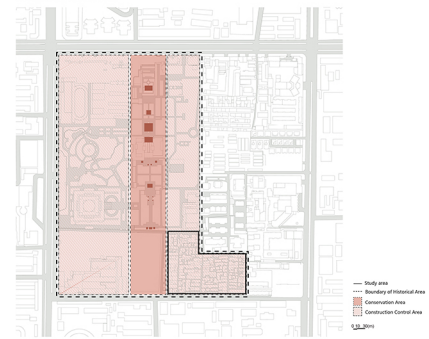 Study area
Boundary of Historical Area
Conservation Area
Construction Control Area
0 10 30(m)